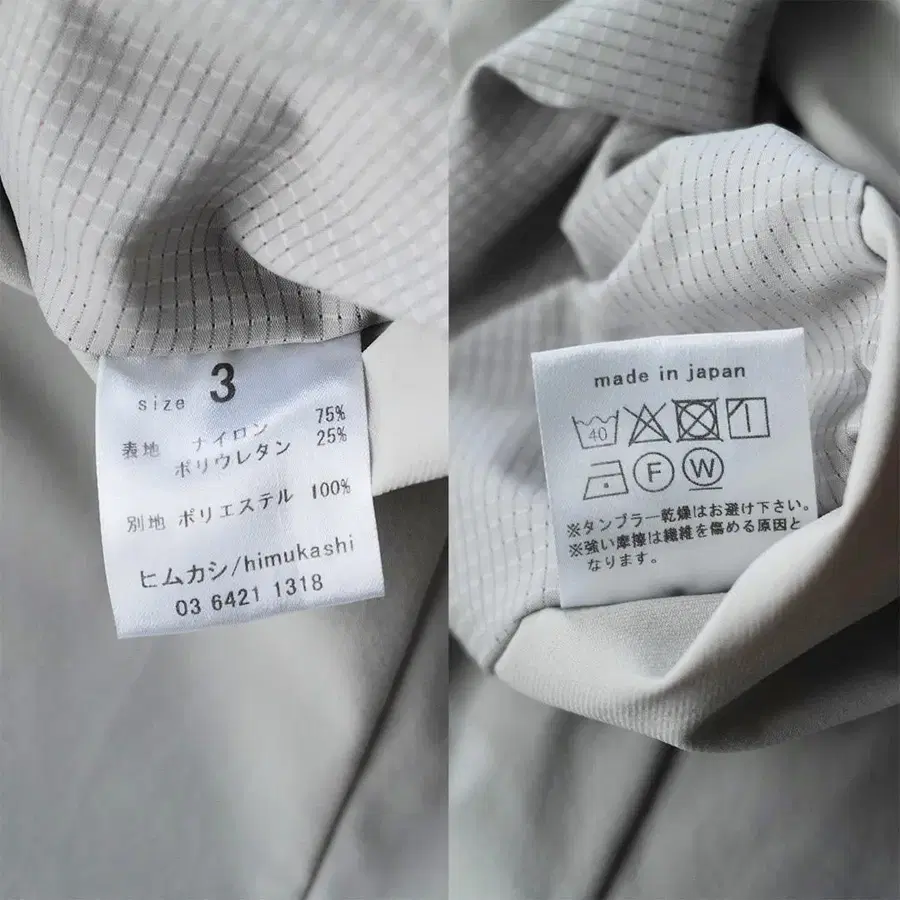 size 3
表地 ナイロン 75%
ポリウレタン 25%
別地 ポリエステル 100%
ヒムカシ/himukashi
03 6421 1318
made in japan
40
F W
※タンブラー乾燥はお避け下さい。
※強い摩擦は繊維を傷める原因と
なります。